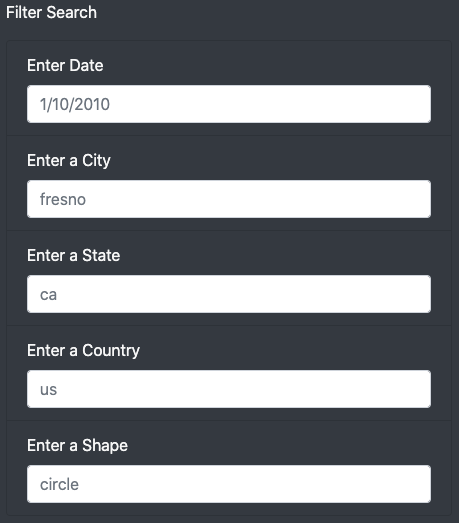 Filter Search
Enter Date
1/10/2010
Enter a City
fresno
Enter a State
ca
Enter a Country
us
Enter a Shape
circle